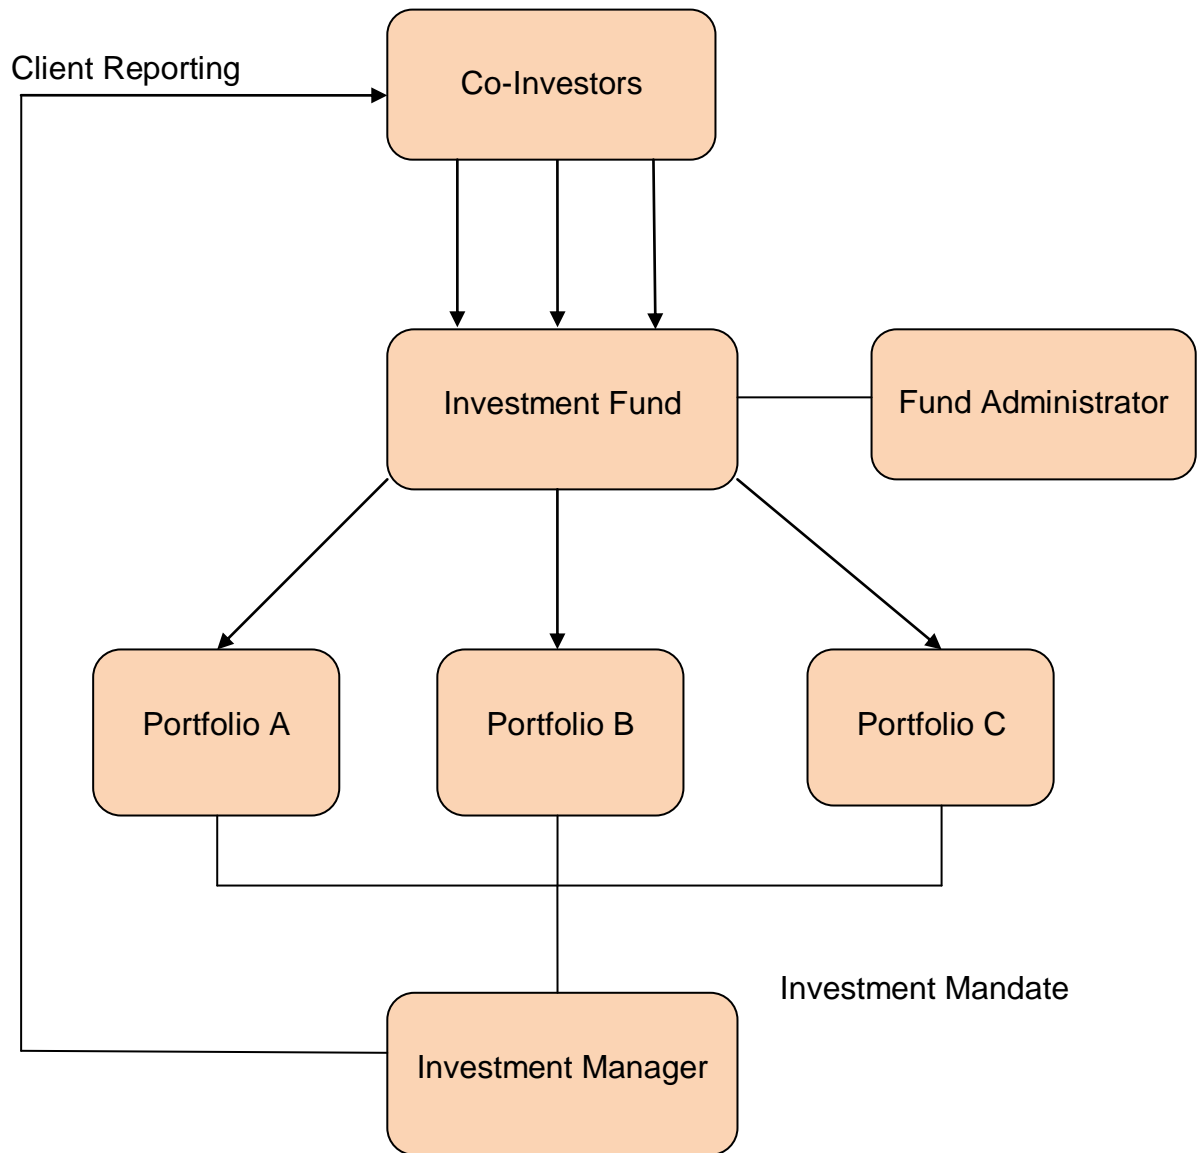 Client Reporting
Co-Investors
Investment Fund
Fund Administrator
Portfolio A
Portfolio B
Portfolio C
Investment Mandate
Investment Manager